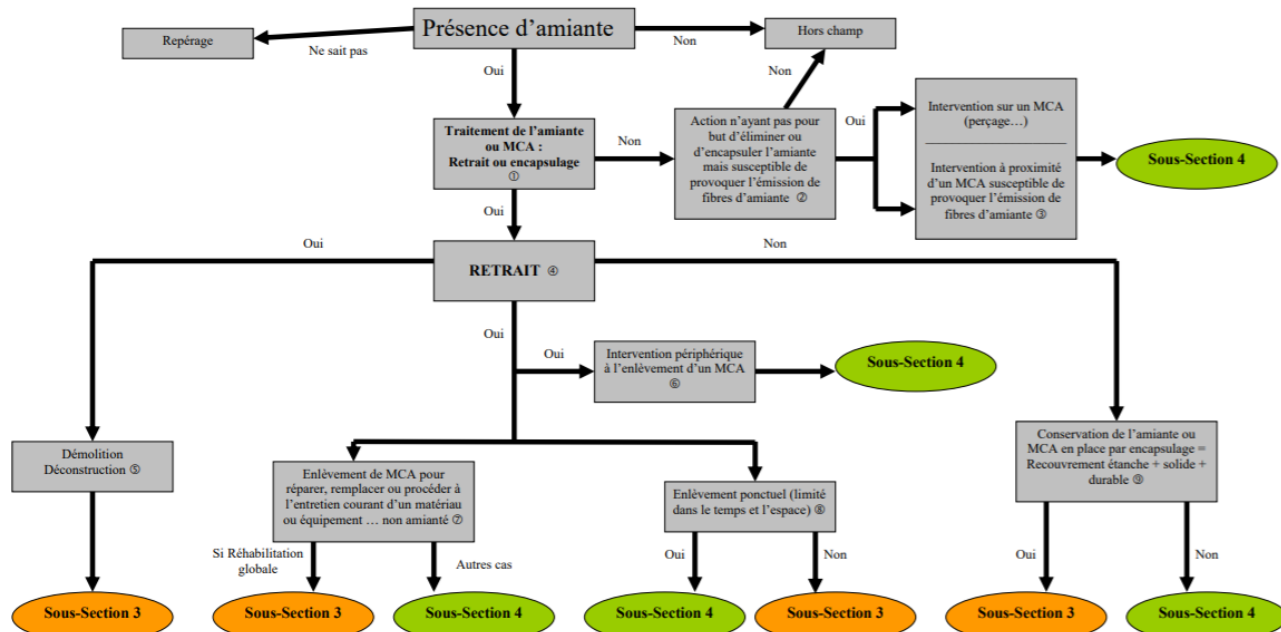 Présence d'amiante
Repérage
Ne sait pas
Non
Hors champ
Oui
Non
Traitement de l'amiante
ou MCA :
Retrait ou encapsulage
①
Non
Action n'ayant pas pour
but d'éliminer ou
d'encapsuler l'amiante
mais susceptible de
provoquer l'émission de
fibres d'amiante ②
Oui
Intervention sur un MCA
(perçage…)
Intervention à proximité
d'un MCA susceptible de
provoquer l'émission de
fibres d'amiante ③
Sous-Section 4
Oui
Oui
RETRAIT ④
Non
Oui
Oui
Intervention périphérique
à l'enlèvement d'un MCA
⑥
Sous-Section 4
Démolition
Déconstruction ⑤
Enlèvement de MCA pour
réparer, remplacer ou procéder à
l'entretien courant d'un matériau
ou équipement … non amianté ⑦
Enlèvement ponctuel (limité
dans le temps et l'espace) ⑧
Conservation de l'amiante ou
MCA en place par encapsulage =
Recouvrement étanche + solide +
durable ⑨
Si Réhabilitation
globale
Autres cas
Oui
Non
Oui
Non
Sous-Section 3
Sous-Section 3
Sous-Section 4
Sous-Section 4
Sous-Section 3
Sous-Section 3
Sous-Section 4